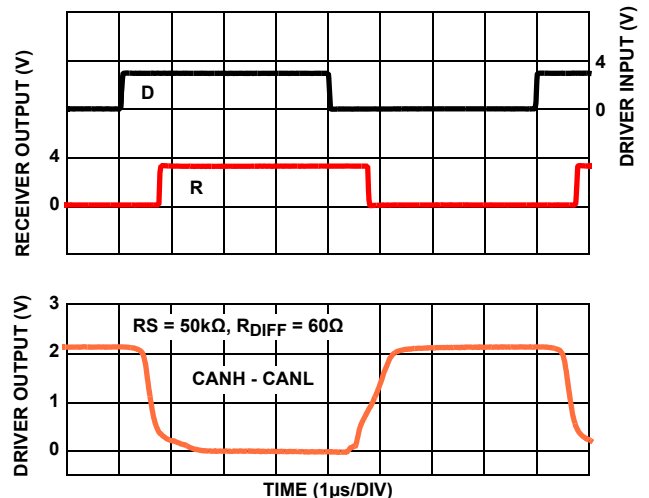 RECEIVER OUTPUT (V)
DRIVER INPUT (V)
4
0
D
4
0
R
DRIVER OUTPUT (V)
3
2
1
0
RS = 50kΩ, RDIFF = 60Ω
CANH - CANL
TIME (1µs/DIV)